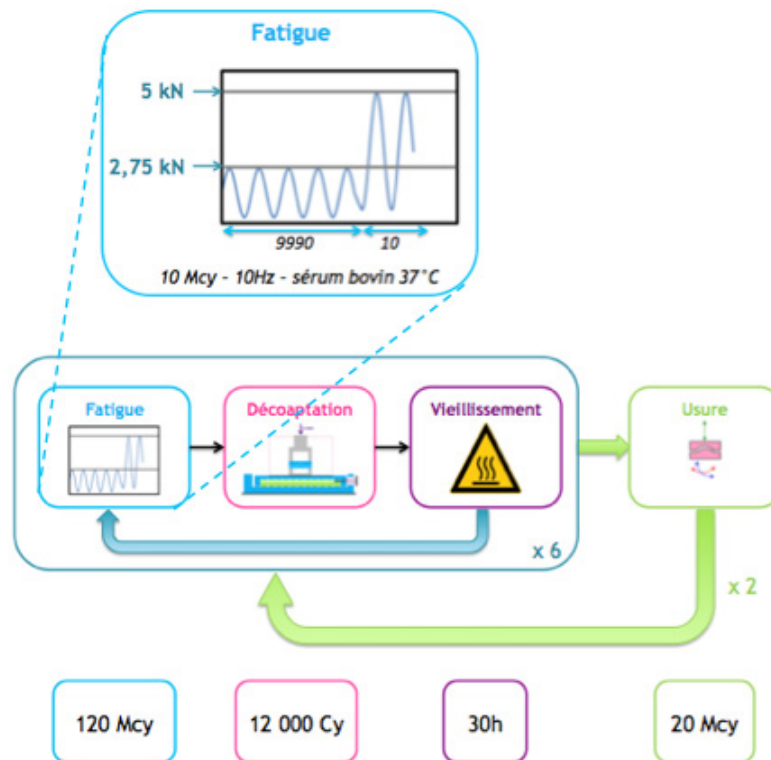 Fatigue
5 kN
2,75 kN
9990
10
10 Mcy - 10Hz - sérum bovin 37°C
Fatigue
Décoaptation
Vieillissement
Usure
x 6
x 2
120 Mcy
12 000 Cy
30h
20 Mcy